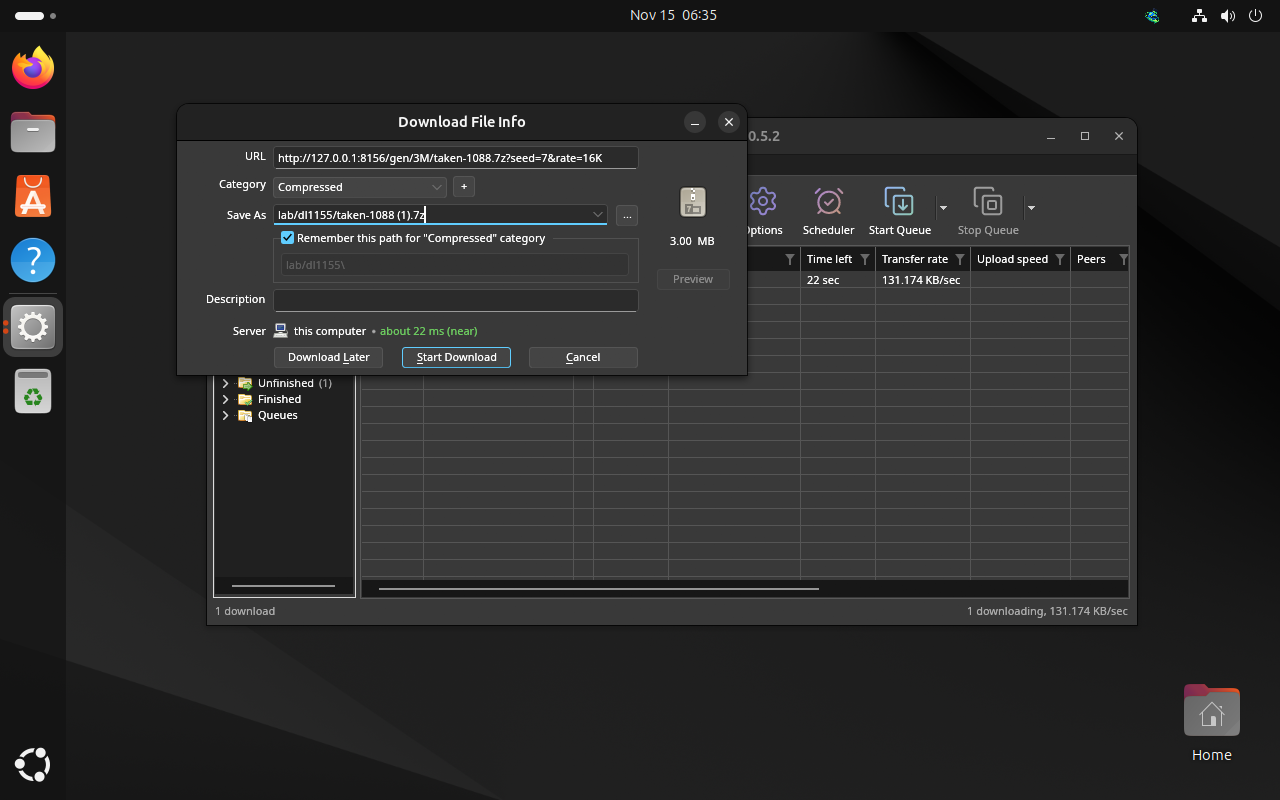 Nov 15 06:35
Download File Info
0.5.2
URL
http://127.0.0.1:8156/gen/3M/taken-1088.7z?seed=7&rate=16K
Category
Compressed
+
Save As
lab/dl1155/taken-1088 (1).7z
...
Remember this path for "Compressed" category
lab/dl1155\
3.00 MB
Preview
Description
Server
this computer • about 22 ms (near)
Download Later
Start Download
Cancel
Options
Scheduler
Start Queue
Stop Queue
Time left
Transfer rate
Upload speed
Peers
22 sec
131.174 KB/sec
Unfinished (1)
Finished
Queues
1 download
1 downloading, 131.174 KB/sec
Home